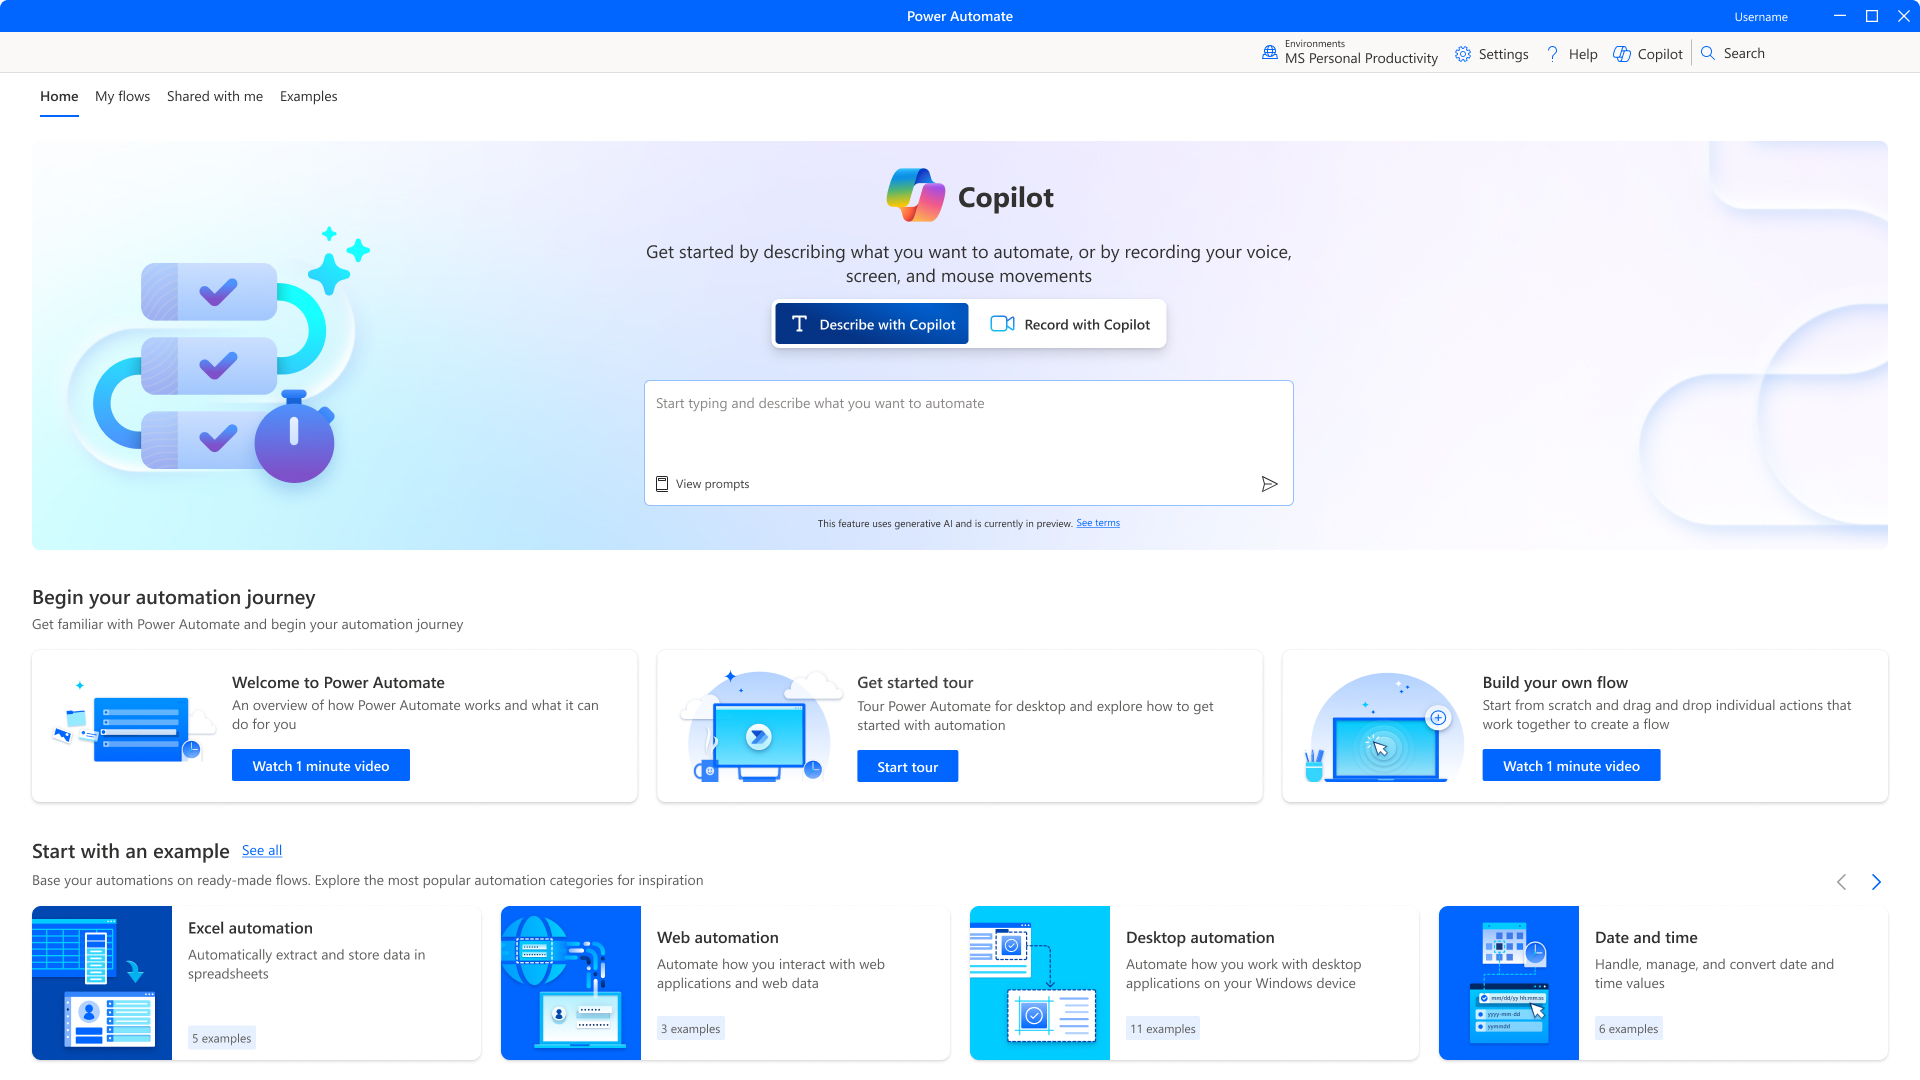 Power Automate
Username
Environments
MS Personal Productivity
Settings
Help
Copilot
Search
Home
My flows
Shared with me
Examples
Copilot
Get started by describing what you want to automate, or by recording your voice,
screen, and mouse movements
Describe with Copilot
Record with Copilot
Start typing and describe what you want to automate
View prompts
This feature uses generative AI and is currently in preview. See terms
Begin your automation journey
Get familiar with Power Automate and begin your automation journey
Welcome to Power Automate
An overview of how Power Automate works and what it can
do for you
Watch 1 minute video
Get started tour
Tour Power Automate for desktop and explore how to get
started with automation
Start tour
Build your own flow
Start from scratch and drag and drop individual actions that
work together to create a flow
Watch 1 minute video
Start with an example See all
Base your automations on ready-made flows. Explore the most popular automation categories for inspiration
Excel automation
Automatically extract and store data in
spreadsheets
5 examples
Web automation
Automate how you interact with web
applications and web data
3 examples
Desktop automation
Automate how you work with desktop
applications on your Windows device
11 examples
mm/dd/yy hh:mm:ss
yyyy-mm-dd
yymmdd
Date and time
Handle, manage, and convert date and
time values
6 examples